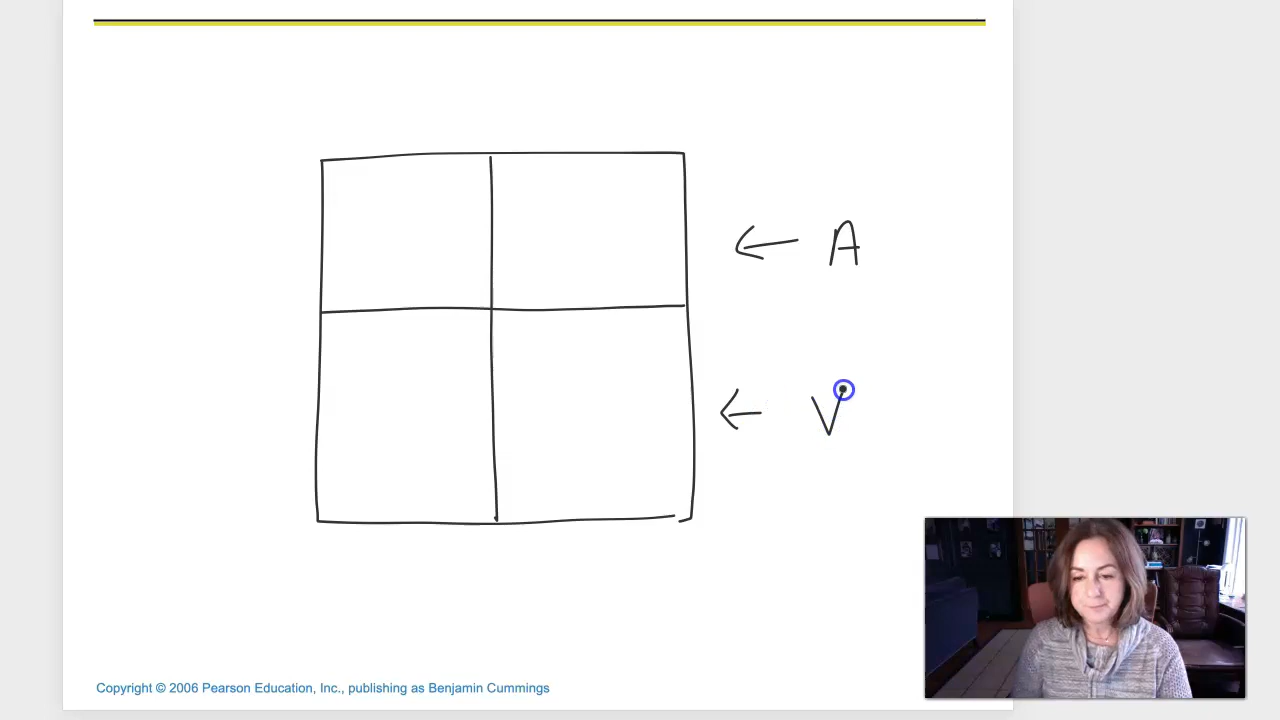 ← A
← V
Copyright © 2006 Pearson Education, Inc., publishing as Benjamin Cummings